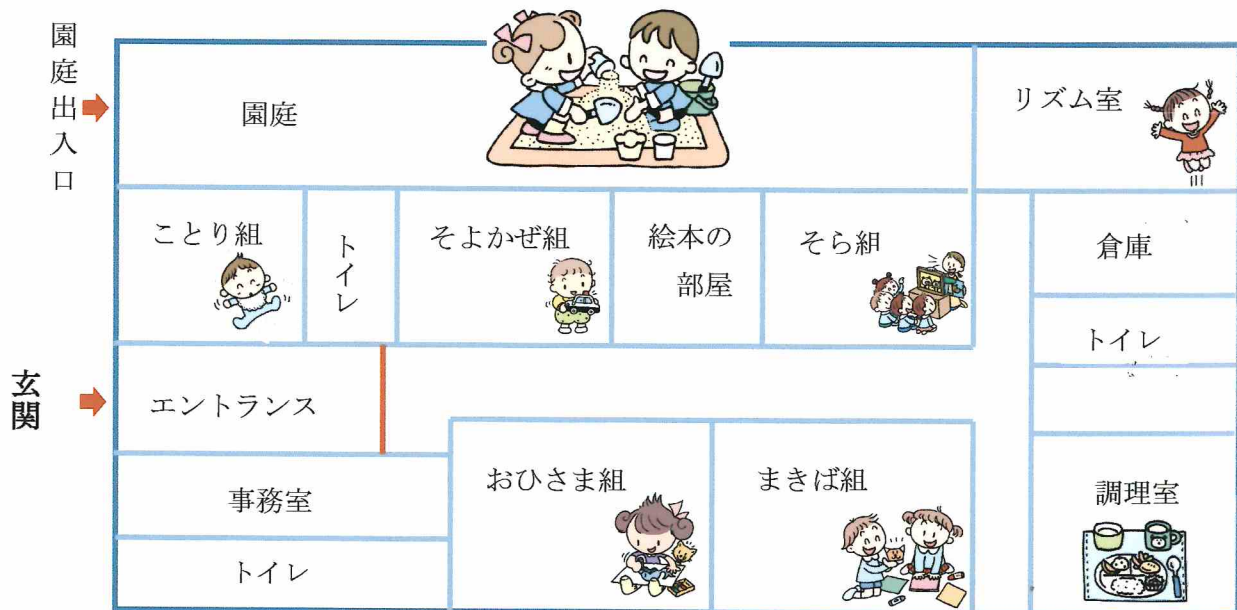 園庭出入口
園庭
リズム室
ことり組
トイレ
そよかぜ組
絵本の
部屋
そら組
倉庫
トイレ
玄関
エントランス
おひさま組
まきば組
事務室
調理室
トイレ